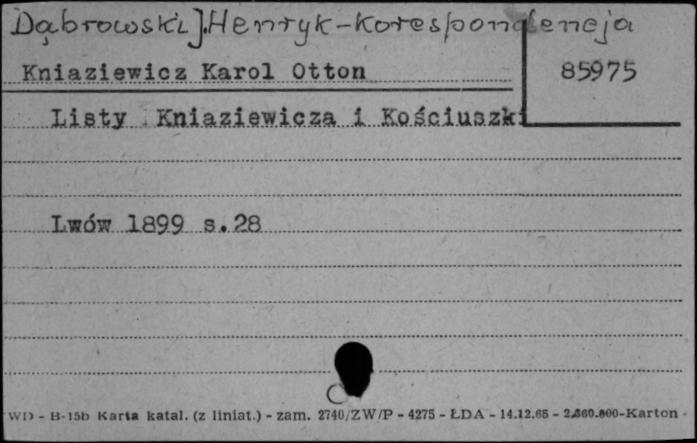 Dąbrowski J. Henryk - korespondencja
Kniaziewicz Karol Otton
85975
Listy Kniaziewicza i Kościuszki
Lwów 1899 s.28
WD - B-15b Karta katal. (z liniat.) - zam. 2740/ZW/P - 4275 - ŁDA - 14.12.65 - 2.860.000-Karton